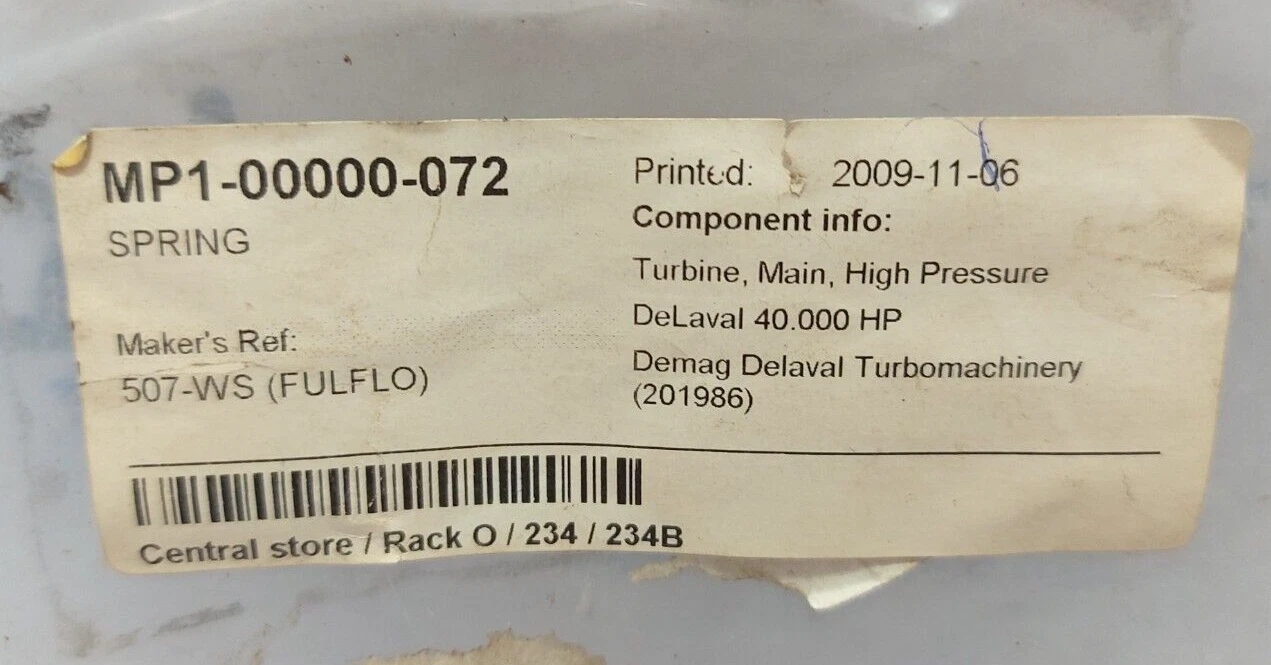 MP1-00000-072
SPRING
Maker's Ref:
507-WS (FULFLO)
Printed: 2009-11-06
Component info:
Turbine, Main, High Pressure
DeLaval 40.000 HP
Demag Delaval Turbomachinery
(201986)
Central store / Rack O / 234 / 234B